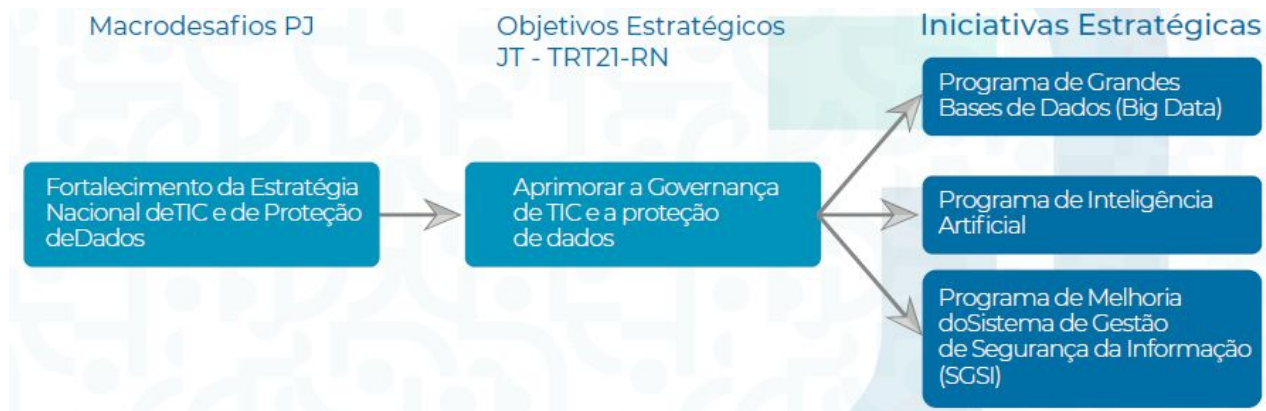 Macrodesafios PJ
Objetivos Estratégicos
JT - TRT21-RN
Iniciativas Estratégicas
Fortalecimento da Estratégia
Nacional deTIC e de Proteção
deDados
Aprimorar a Governança
de TIC e a proteção
de dados
Programa de Grandes
Bases de Dados (Big Data)
Programa de Inteligência
Artificial
Programa de Melhoria
doSistema de Gestão
de Segurança da Informação
(SGSI)